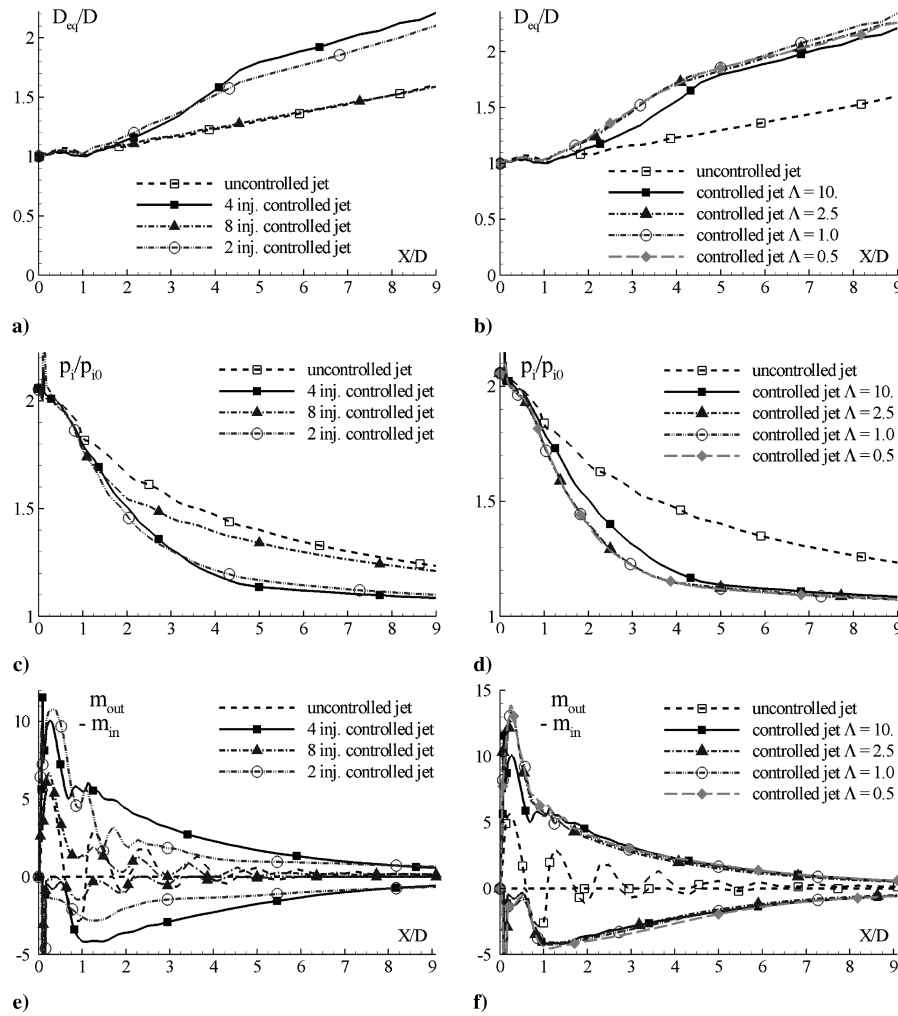 D_eq/D
2
1.5
1
0.5
0
uncontrolled jet
4 inj. controlled jet
8 inj. controlled jet
2 inj. controlled jet
X/D
0 1 2 3 4 5 6 7 8 9
a)
D_eq/D
2
1.5
1
0.5
0
uncontrolled jet
controlled jet Λ = 10.
controlled jet Λ = 2.5
controlled jet Λ = 1.0
controlled jet Λ = 0.5
X/D
0 1 2 3 4 5 6 7 8 9
b)
p_i/p_i0
2
1.5
1
uncontrolled jet
4 inj. controlled jet
8 inj. controlled jet
2 inj. controlled jet
0 1 2 3 4 5 6 7 8 9
c)
p_i/p_i0
2
1.5
1
uncontrolled jet
controlled jet Λ = 10.
controlled jet Λ = 2.5
controlled jet Λ = 1.0
controlled jet Λ = 0.5
0 1 2 3 4 5 6 7 8 9
d)
m_out
- m_in
10
5
0
-5
uncontrolled jet
4 inj. controlled jet
8 inj. controlled jet
2 inj. controlled jet
X/D
0 1 2 3 4 5 6 7 8 9
e)
m_out
- m_in
15
10
5
0
-5
uncontrolled jet
controlled jet Λ = 10.
controlled jet Λ = 2.5
controlled jet Λ = 1.0
controlled jet Λ = 0.5
X/D
0 1 2 3 4 5 6 7 8 9
f)